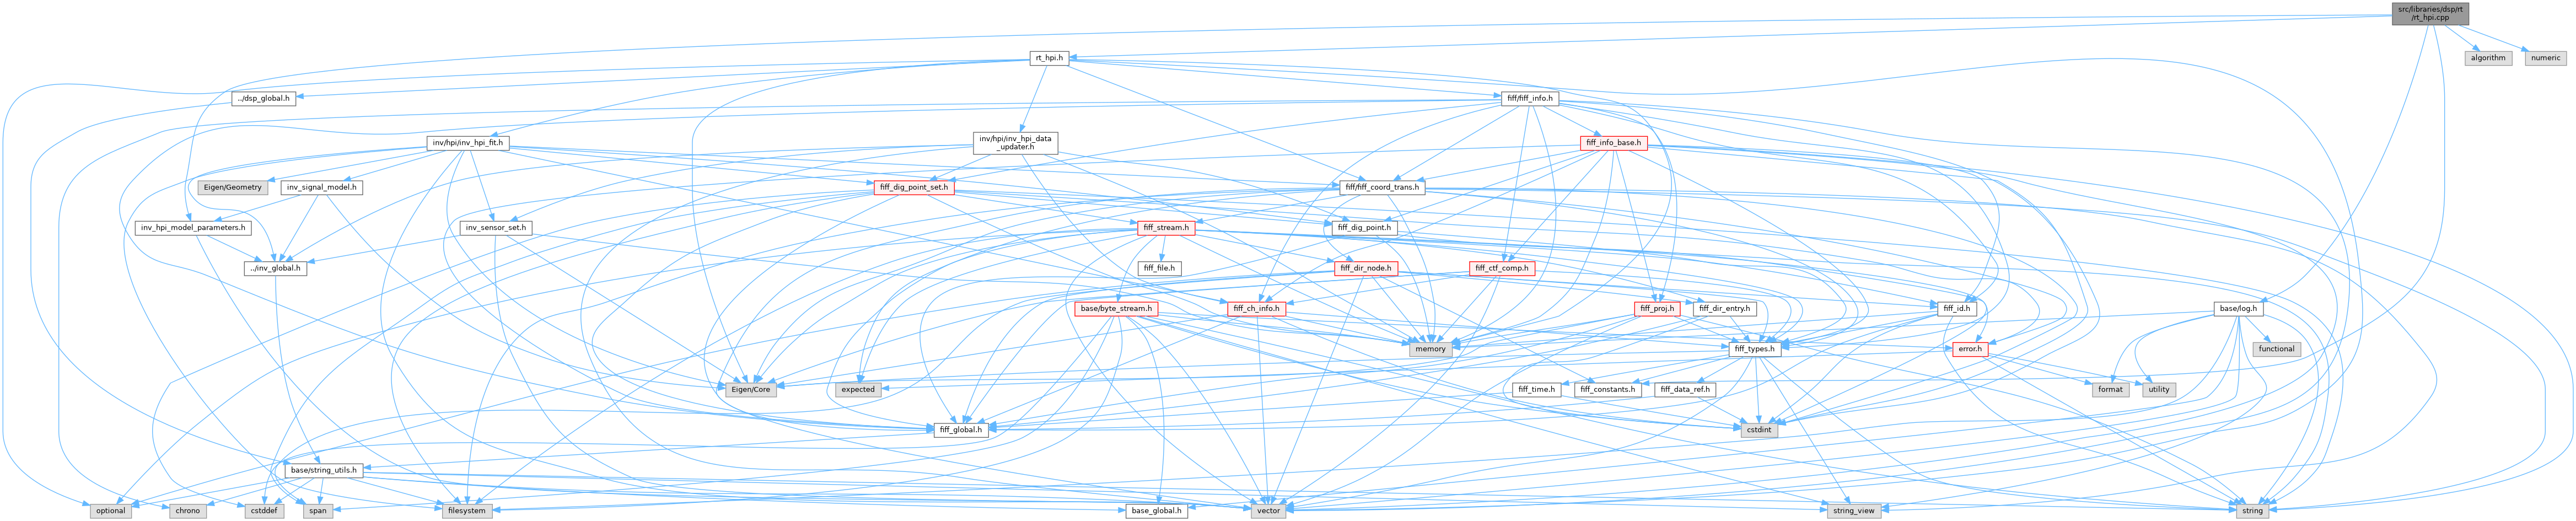 src/libraries/dsp/rt
/rt_hpi.cpp
rt_hpi.h
algorithm
numeric
../dsp_global.h
fiff/fiff_info.h
inv/hpi/inv_hpi_fit.h
inv/hpi/inv_hpi_data
_updater.h
fiff_info_base.h
Eigen/Geometry
inv_signal_model.h
fiff_dig_point_set.h
fiff/fiff_coord_trans.h
inv_hpi_model_parameters.h
inv_sensor_set.h
fiff_stream.h
fiff_dig_point.h
../inv_global.h
fiff_file.h
fiff_dir_node.h
fiff_ctf_comp.h
base/byte_stream.h
fiff_ch_info.h
fiff_proj.h
fiff_dir_entry.h
fiff_id.h
base/log.h
memory
fiff_types.h
error.h
functional
Eigen/Core
expected
fiff_time.h
fiff_constants.h
fiff_data_ref.h
format
utility
fiff_global.h
cstdint
base/string_utils.h
optional
chrono
cstddef
span
filesystem
base_global.h
vector
string_view
string